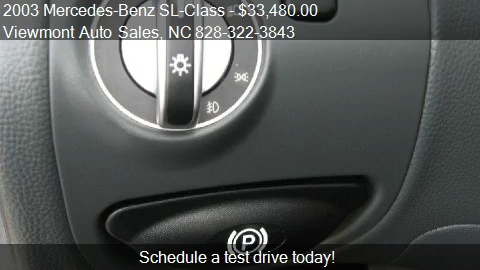 2003 Mercedes-Benz SL-Class - $33,480.00
Viewmont Auto Sales, NC 828-322-3843
P
Schedule a test drive today!